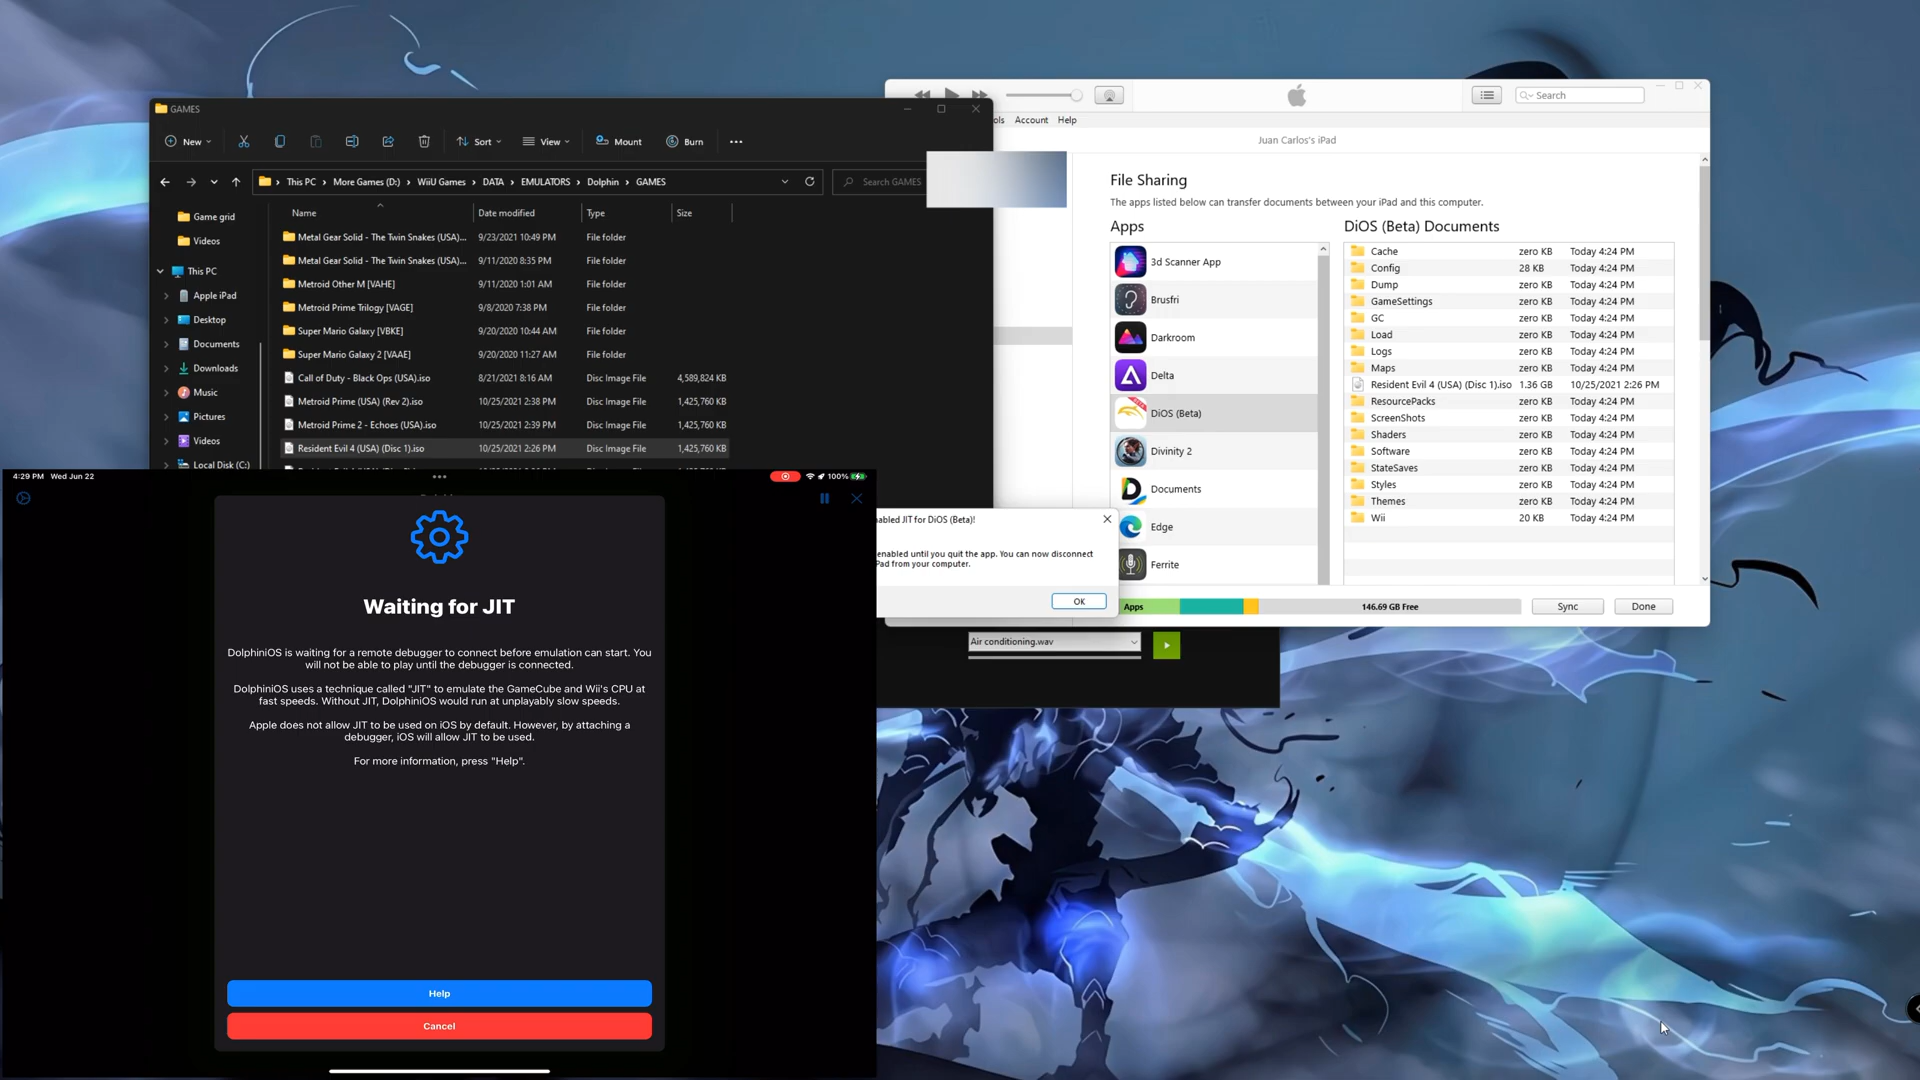 GAMES
New
Sort
View
Mount
Burn
This PC > More Games (D:) > WiiU Games > DATA > EMULATORS > Dolphin > GAMES
Search GAMES
Name Date modified Type Size
Game grid
Videos
This PC
Apple iPad
Desktop
Documents
Downloads
Music
Pictures
Videos
Local Disk (C:)
Metal Gear Solid - The Twin Snakes (USA)... 9/23/2021 10:49 PM File folder
Metal Gear Solid - The Twin Snakes (USA)... 9/11/2020 8:35 PM File folder
Metroid Other M [VAHE] 9/11/2020 1:01 AM File folder
Metroid Prime Trilogy [VAGE] 9/8/2020 7:38 PM File folder
Super Mario Galaxy [VBKE] 9/20/2020 10:44 AM File folder
Super Mario Galaxy 2 [VAAE] 9/20/2020 11:27 AM File folder
Call of Duty - Black Ops (USA).iso 8/21/2021 8:16 AM Disc Image File 4,589,824 KB
Metroid Prime (USA) (Rev 2).iso 10/25/2021 2:38 PM Disc Image File 1,425,760 KB
Metroid Prime 2 - Echoes (USA).iso 10/25/2021 2:39 PM Disc Image File 1,425,760 KB
Resident Evil 4 (USA) (Disc 1).iso 10/25/2021 2:26 PM Disc Image File 1,425,760 KB
Search
ols Account Help
Juan Carlos's iPad
File Sharing
The apps listed below can transfer documents between your iPad and this computer.
Apps
3d Scanner App
Brusfri
Darkroom
Delta
DiOS (Beta)
Divinity 2
Documents
Edge
Ferrite
DiOS (Beta) Documents
Cache zero KB Today 4:24 PM
Config 28 KB Today 4:24 PM
Dump zero KB Today 4:24 PM
GameSettings zero KB Today 4:24 PM
GC zero KB Today 4:24 PM
Load zero KB Today 4:24 PM
Logs zero KB Today 4:24 PM
Maps zero KB Today 4:24 PM
Resident Evil 4 (USA) (Disc 1).iso 1.36 GB 10/25/2021 2:26 PM
ResourcePacks zero KB Today 4:24 PM
ScreenShots zero KB Today 4:24 PM
Shaders zero KB Today 4:24 PM
Software zero KB Today 4:24 PM
StateSaves zero KB Today 4:24 PM
Styles zero KB Today 4:24 PM
Themes zero KB Today 4:24 PM
Wii 20 KB Today 4:24 PM
Apps
146.69 GB Free
Sync
Done
abled JIT for DiOS (Beta)!
enabled until you quit the app. You can now disconnect
Pad from your computer.
OK
Air conditioning.wav
4:29 PM Wed Jun 22
100%
Waiting for JIT
DolphiniOS is waiting for a remote debugger to connect before emulation can start. You
will not be able to play until the debugger is connected.
DolphiniOS uses a technique called "JIT" to emulate the GameCube and Wii's CPU at
fast speeds. Without JIT, DolphiniOS would run at unplayably slow speeds.
Apple does not allow JIT to be used on iOS by default. However, by attaching a
debugger, iOS will allow JIT to be used.
For more information, press "Help".
Help
Cancel